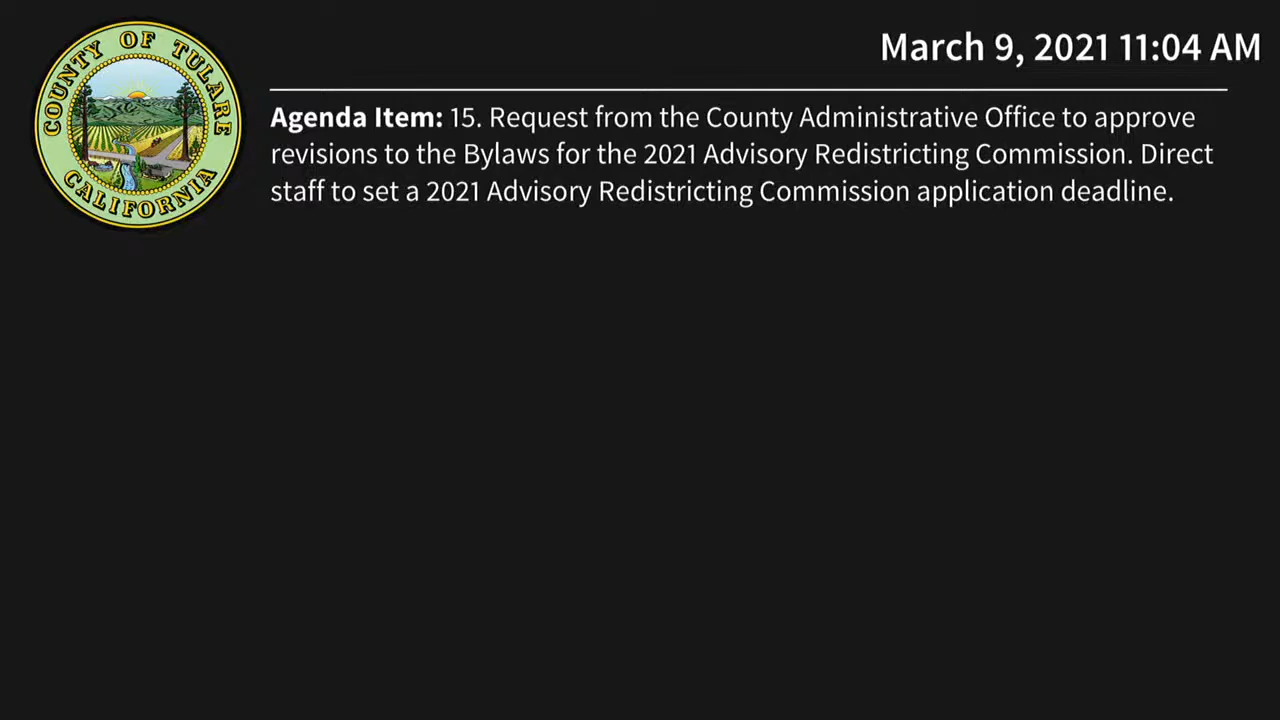 COUNTY OF TULARE
CALIFORNIA
March 9, 2021 11:04 AM
Agenda Item: 15. Request from the County Administrative Office to approve
revisions to the Bylaws for the 2021 Advisory Redistricting Commission. Direct
staff to set a 2021 Advisory Redistricting Commission application deadline.